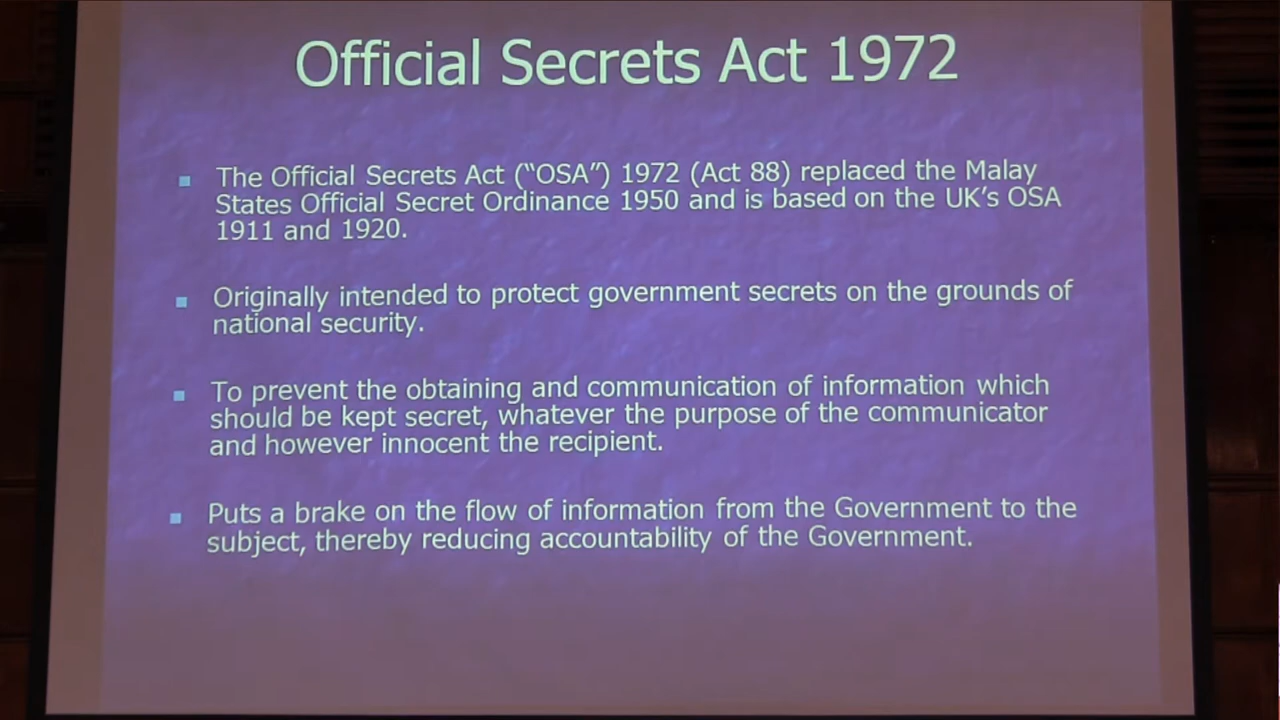 Official Secrets Act 1972
The Official Secrets Act (“OSA”) 1972 (Act 88) replaced the Malay
States Official Secret Ordinance 1950 and is based on the UK’s OSA
1911 and 1920.
Originally intended to protect government secrets on the grounds of
national security.
To prevent the obtaining and communication of information which
should be kept secret, whatever the purpose of the communicator
and however innocent the recipient.
Puts a brake on the flow of information from the Government to the
subject, thereby reducing accountability of the Government.